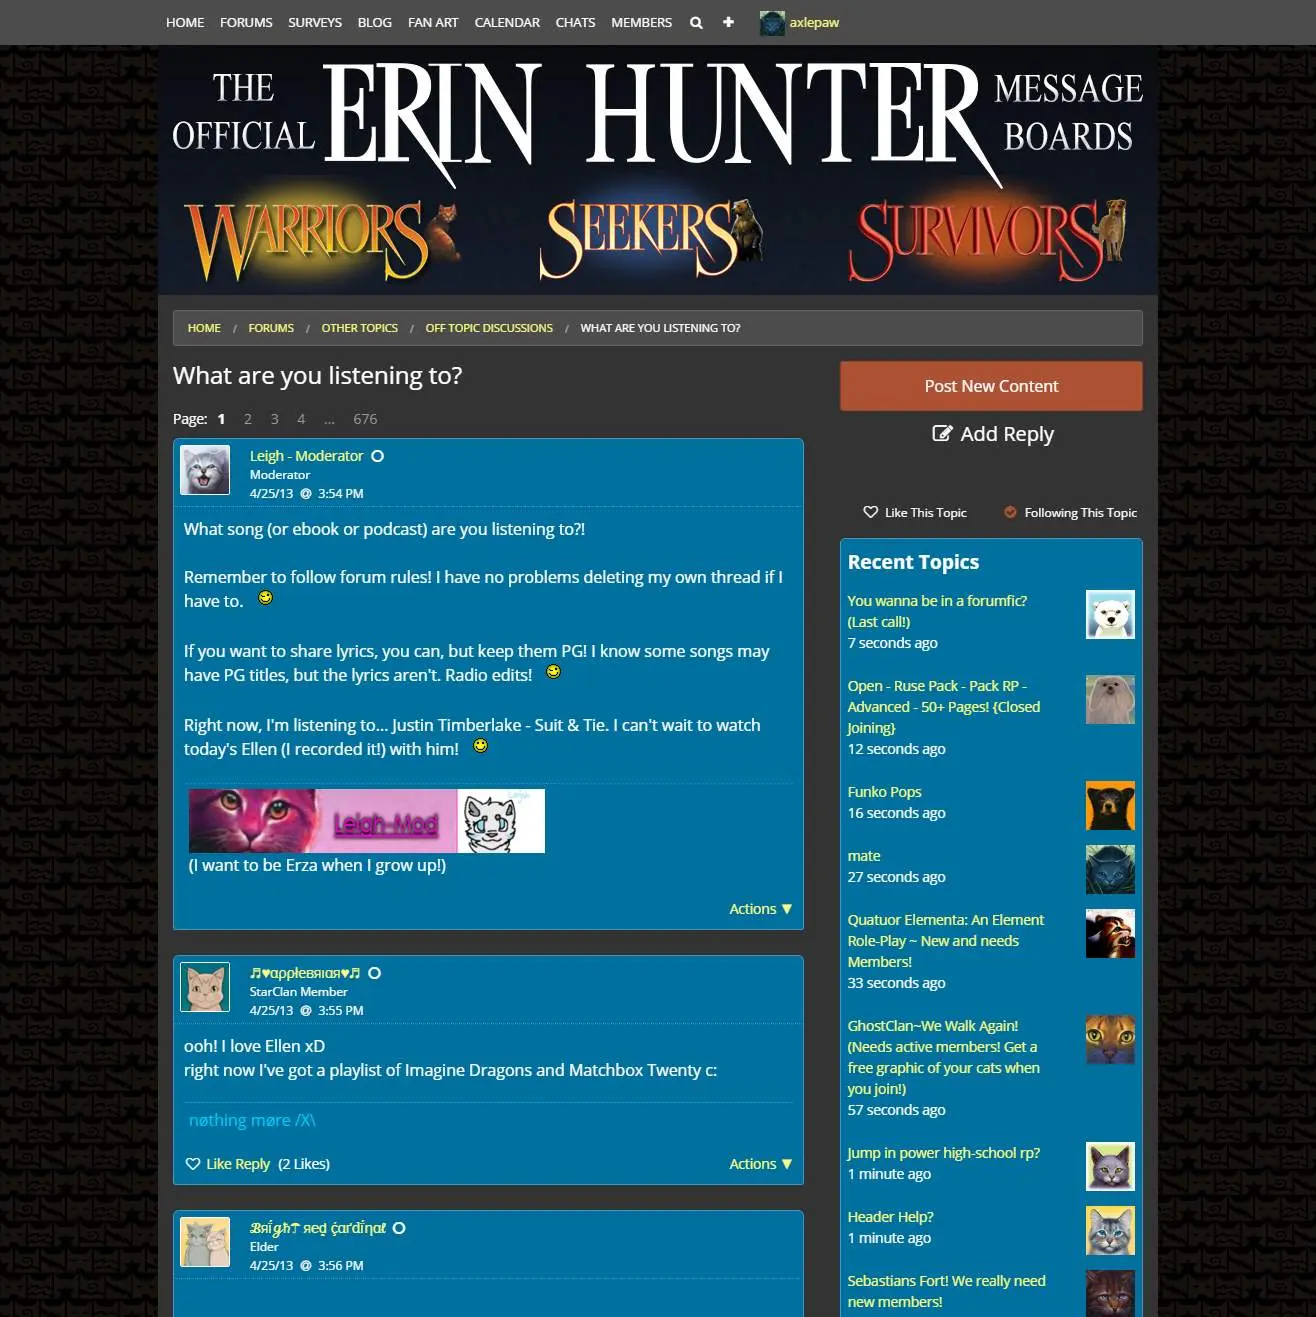 HOME FORUMS SURVEYS BLOG FAN ART CALENDAR CHATS MEMBERS axlepaw
THE OFFICIAL ERIN HUNTER MESSAGE BOARDS
WARRIORS SEEKERS SURVIVORS
HOME / FORUMS / OTHER TOPICS / OFF TOPIC DISCUSSIONS / WHAT ARE YOU LISTENING TO?
What are you listening to?
Page: 1 2 3 4 ... 676
Leigh - Moderator
Moderator
4/25/13 @ 3:54 PM
What song (or ebook or podcast) are you listening to?!
Remember to follow forum rules! I have no problems deleting my own thread if I
have to.
If you want to share lyrics, you can, but keep them PG! I know some songs may
have PG titles, but the lyrics aren't. Radio edits!
Right now, I'm listening to... Justin Timberlake - Suit & Tie. I can't wait to watch
today's Ellen (I recorded it!) with him!
Leigh-Mod
(I want to be Erza when I grow up!)
Actions ▼
♬♥αρρłeвяιαя♥♬
StarClan Member
4/25/13 @ 3:55 PM
ooh! I love Ellen xD
right now I've got a playlist of Imagine Dragons and Matchbox Twenty c:
nøthing møre /X\
Like Reply (2 Likes)
Actions ▼
Elder
4/25/13 @ 3:56 PM
Post New Content
Add Reply
Like This Topic Following This Topic
Recent Topics
You wanna be in a forumfic?
(Last call!)
7 seconds ago
Open - Ruse Pack - Pack RP -
Advanced - 50+ Pages! {Closed
Joining}
12 seconds ago
Funko Pops
16 seconds ago
mate
27 seconds ago
Quatuor Elementa: An Element
Role-Play ~ New and needs
Members!
33 seconds ago
GhostClan~We Walk Again!
(Needs active members! Get a
free graphic of your cats when
you join!)
57 seconds ago
Jump in power high-school rp?
1 minute ago
Header Help?
1 minute ago
Sebastians Fort! We really need
new members!